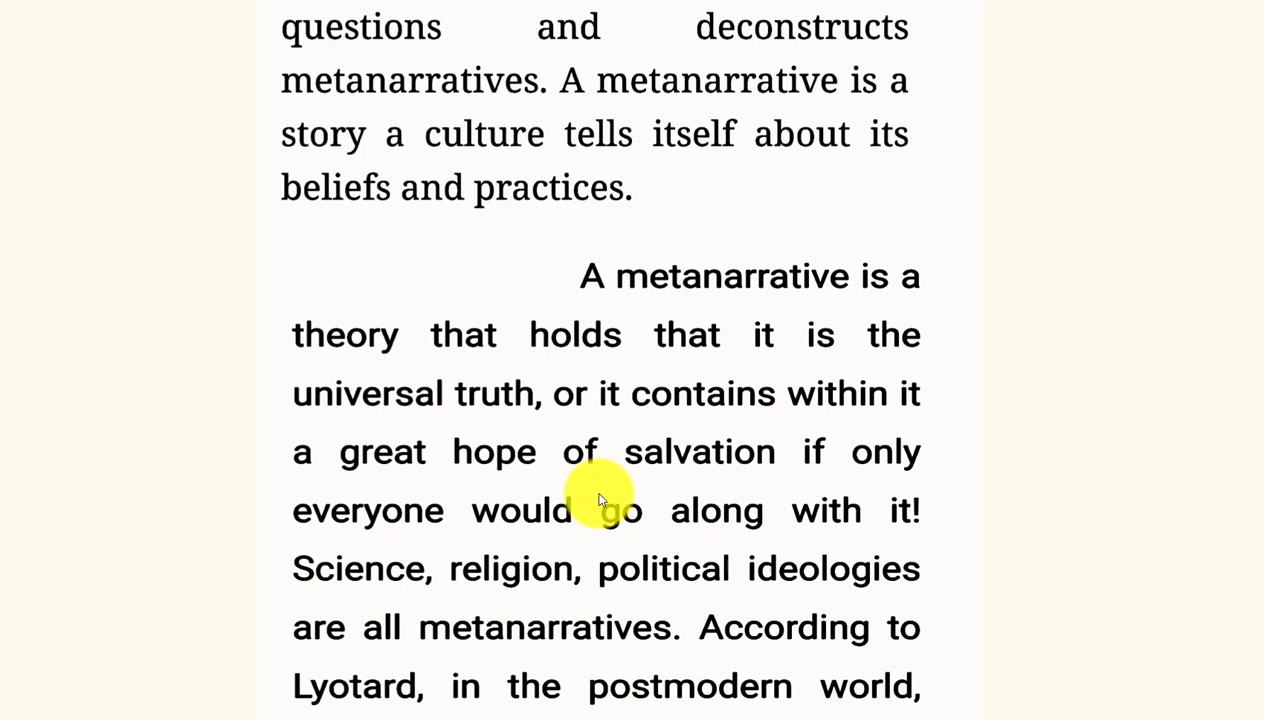 questions and deconstructs
metanarratives. A metanarrative is a
story a culture tells itself about its
beliefs and practices.
A metanarrative is a
theory that holds that it is the
universal truth, or it contains within it
a great hope of salvation if only
everyone would go along with it!
Science, religion, political ideologies
are all metanarratives. According to
Lyotard, in the postmodern world,